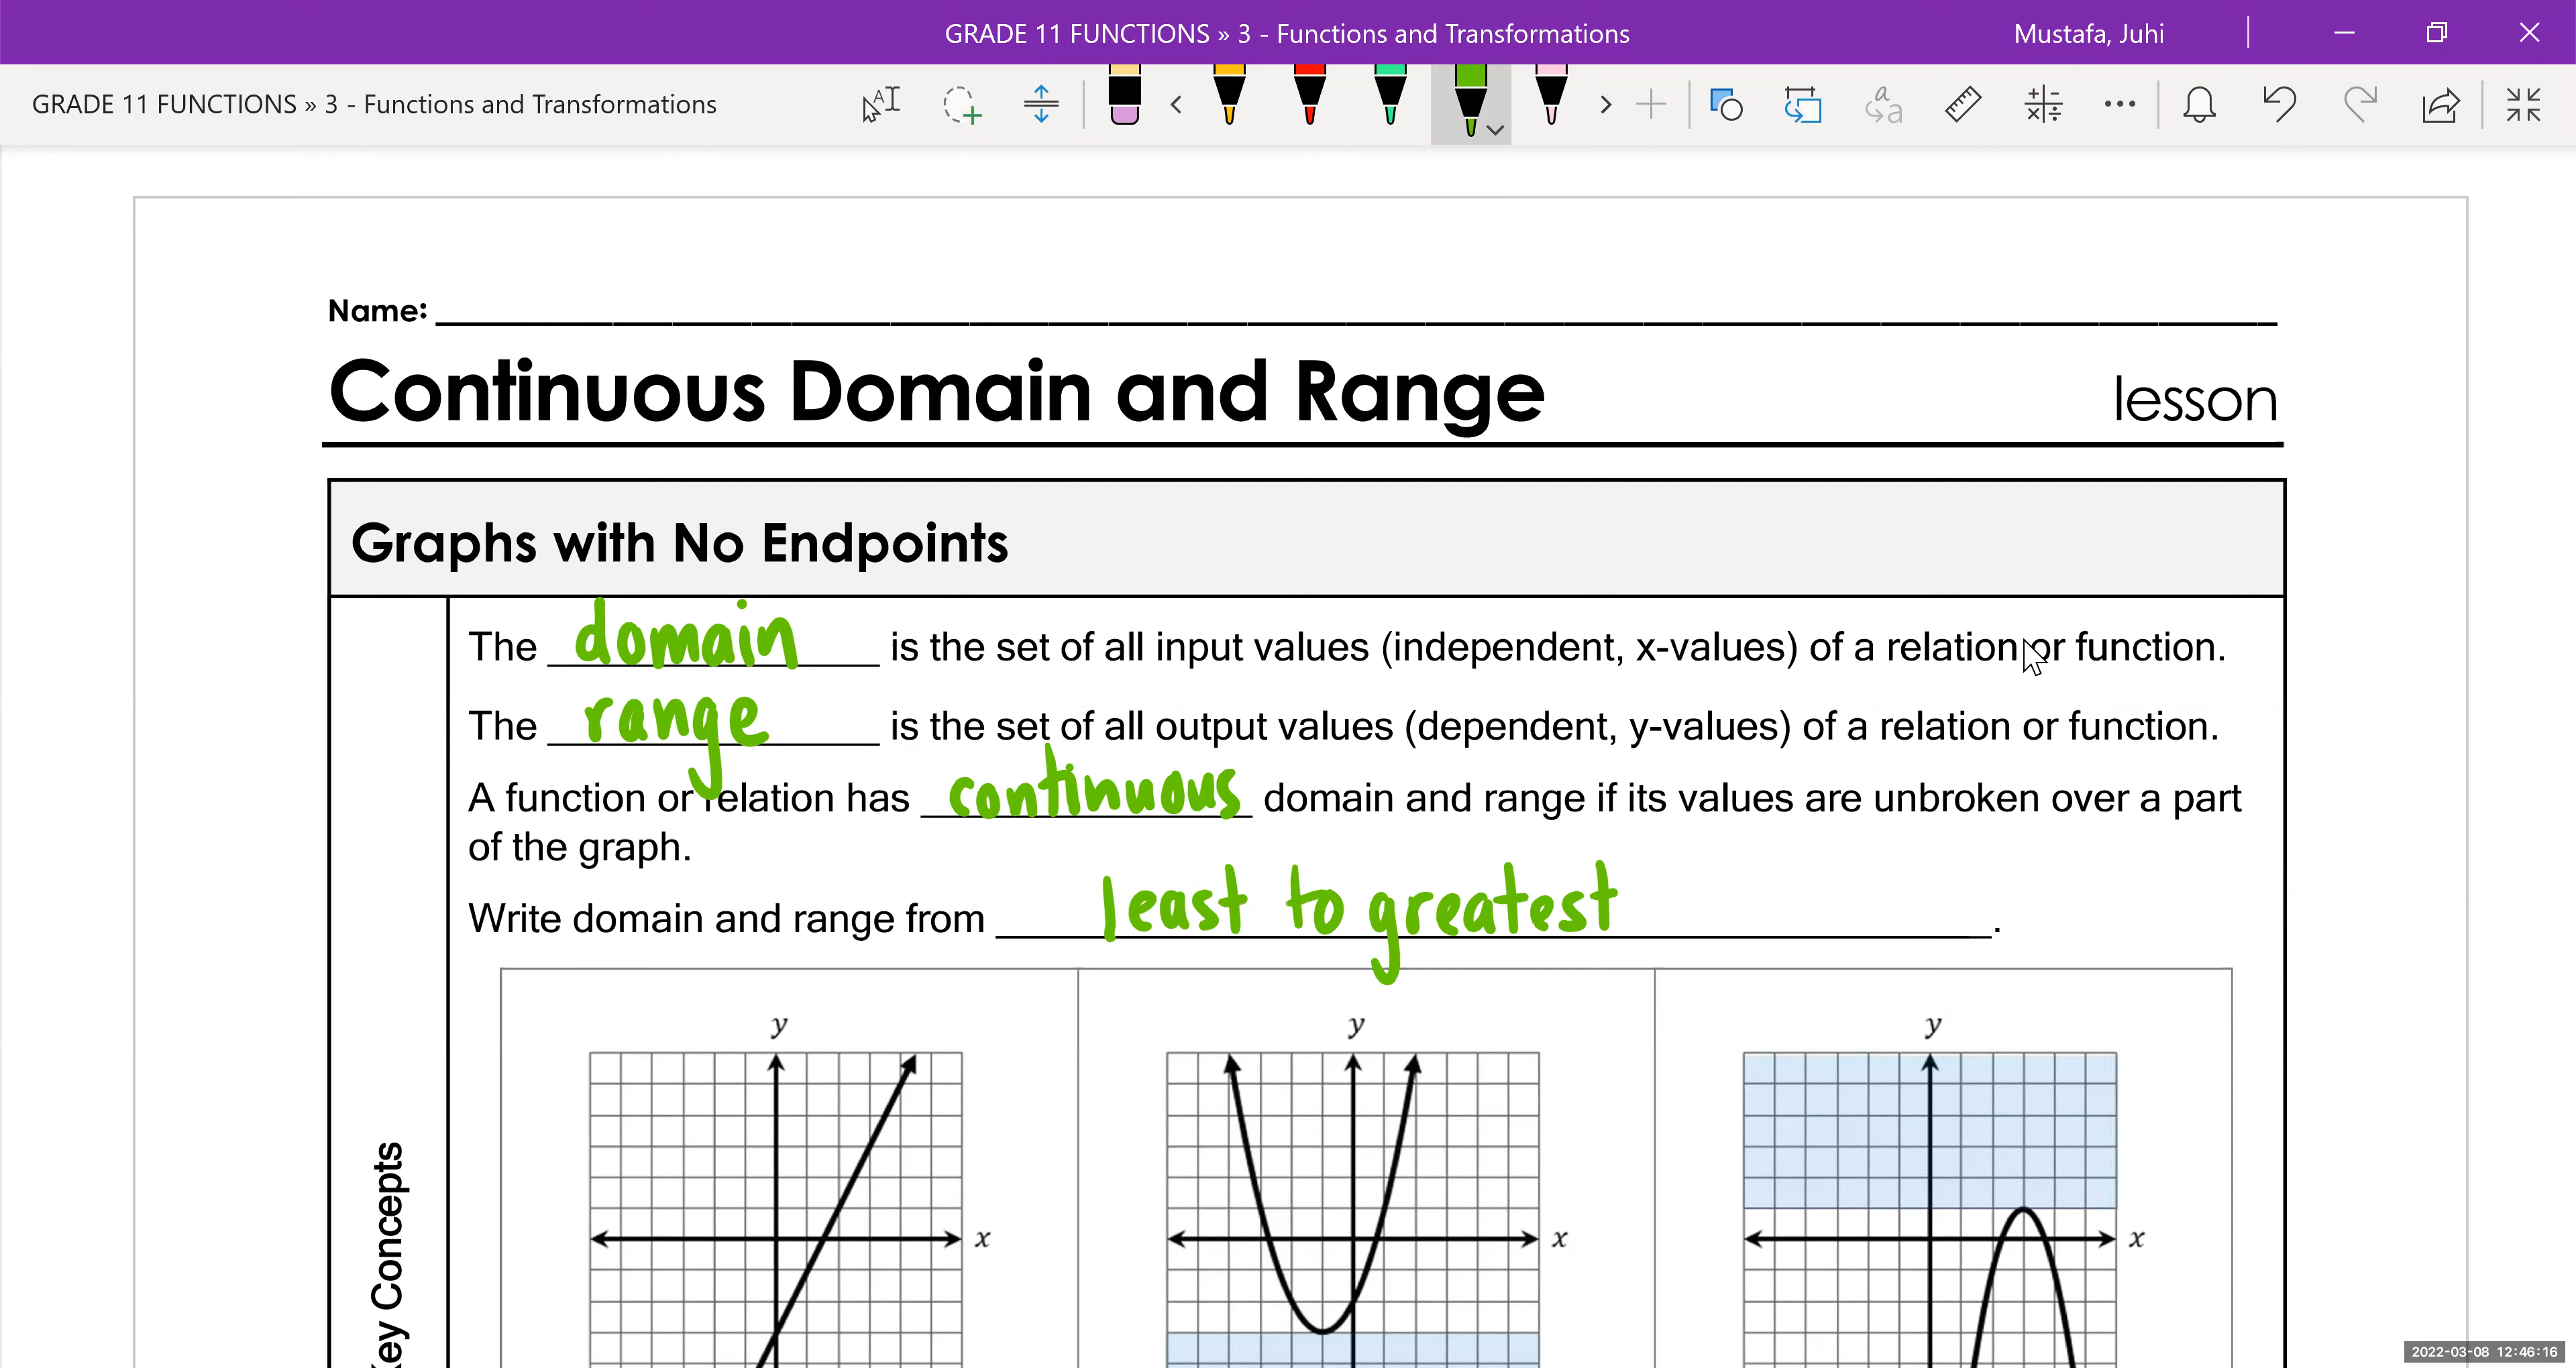 GRADE 11 FUNCTIONS » 3 - Functions and Transformations
Mustafa, Juhi
GRADE 11 FUNCTIONS » 3 - Functions and Transformations
Name:
Continuous Domain and Range lesson
Graphs with No Endpoints
The domain is the set of all input values (independent, x-values) of a relation or function.
The range is the set of all output values (dependent, y-values) of a relation or function.
A function or relation has continuous domain and range if its values are unbroken over a part
of the graph.
Write domain and range from least to greatest.
y y y
x x x
Key Concepts
2022-03-08 12:46:16